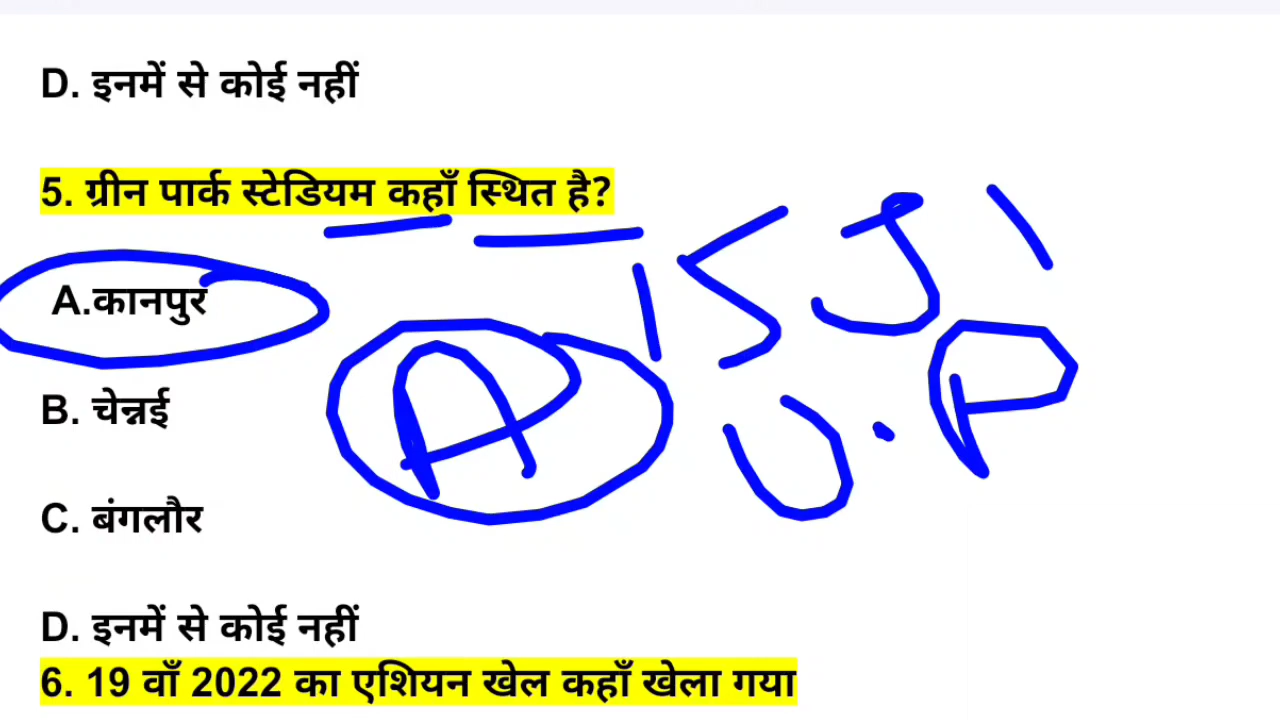 D. इनमें से कोई नहीं
5. ग्रीन पार्क स्टेडियम कहाँ स्थित है?
A.कानपुर
A
U.P
B. चेन्नई
C. बंगलौर
D. इनमें से कोई नहीं
6. 19 वाँ 2022 का एशियन खेल कहाँ खेला गया